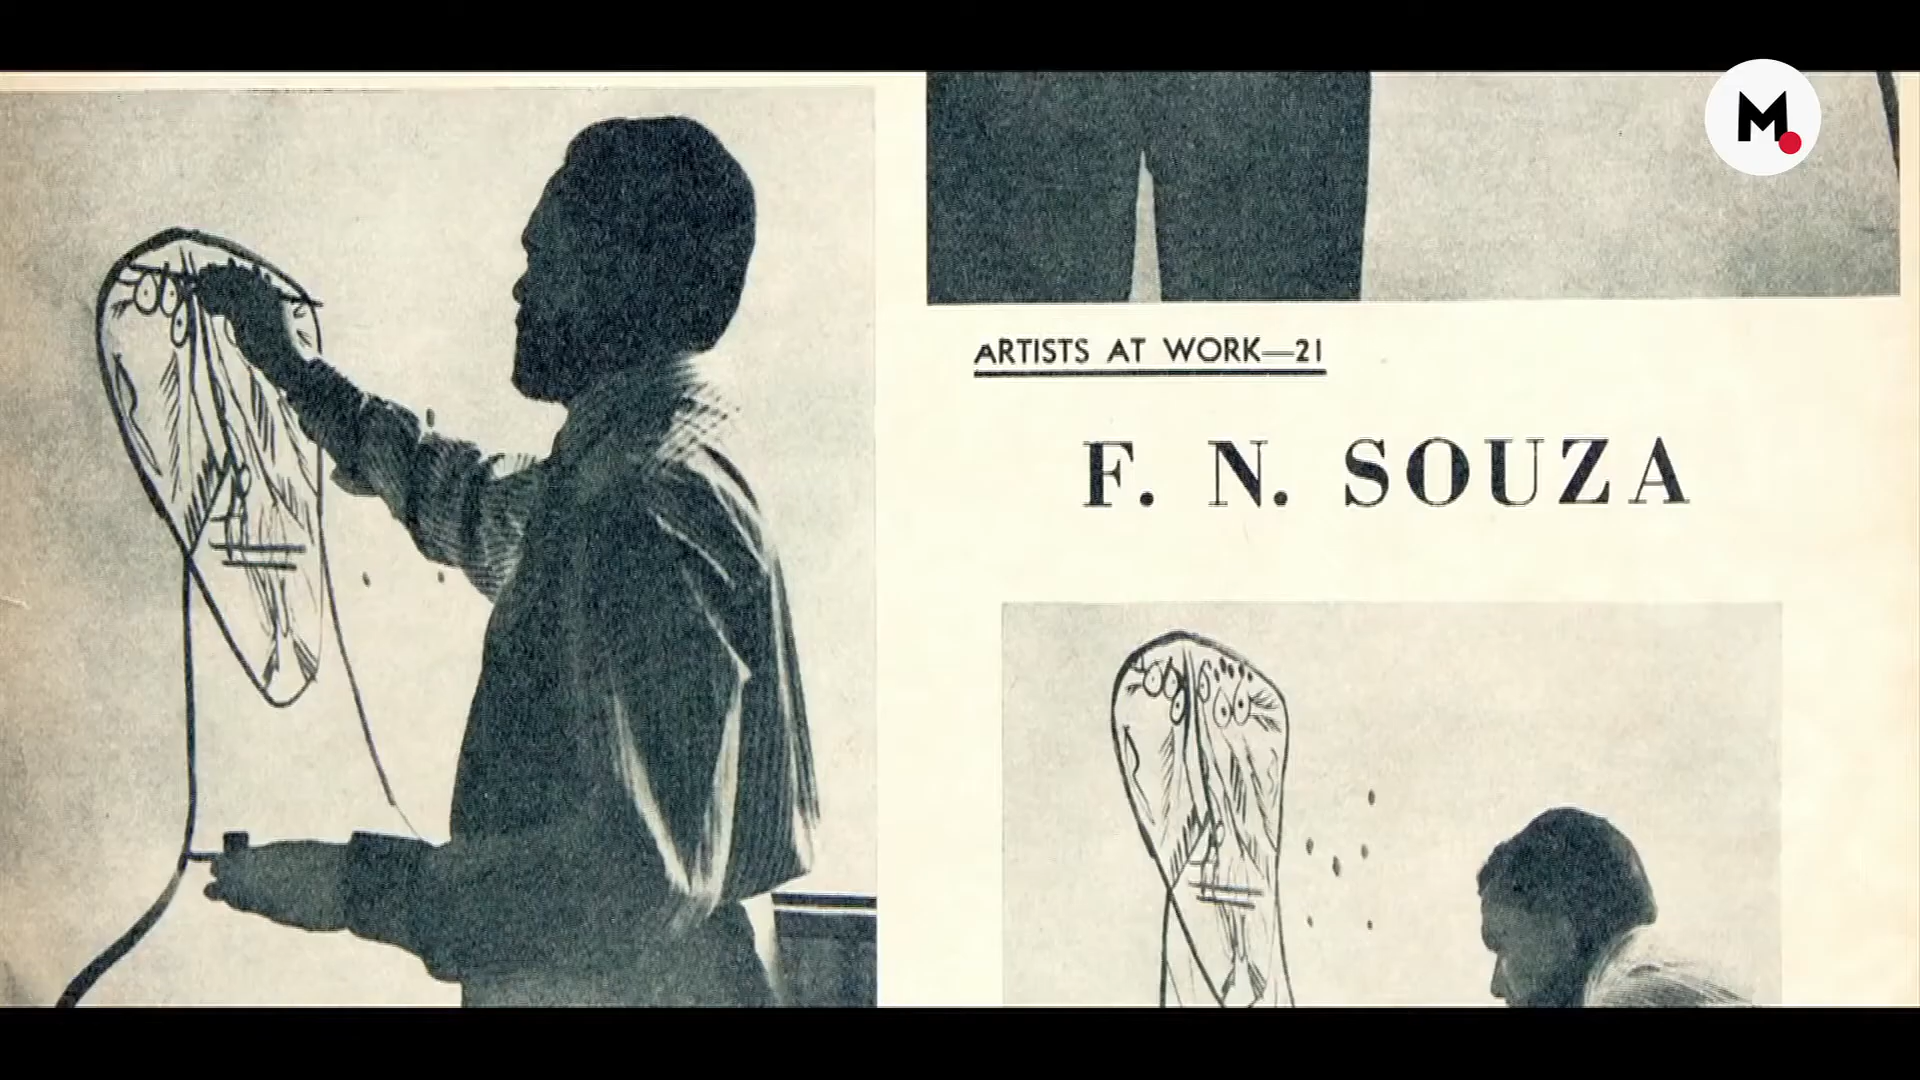 M.
ARTISTS AT WORK—21
F. N. SOUZA